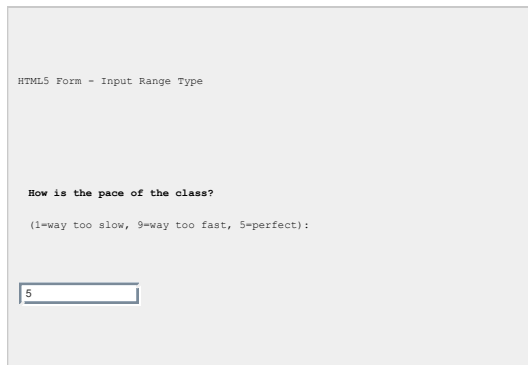 HTML5 Form - Input Range Type
How is the pace of the class?
(1=way too slow, 9=way too fast, 5=perfect):
5